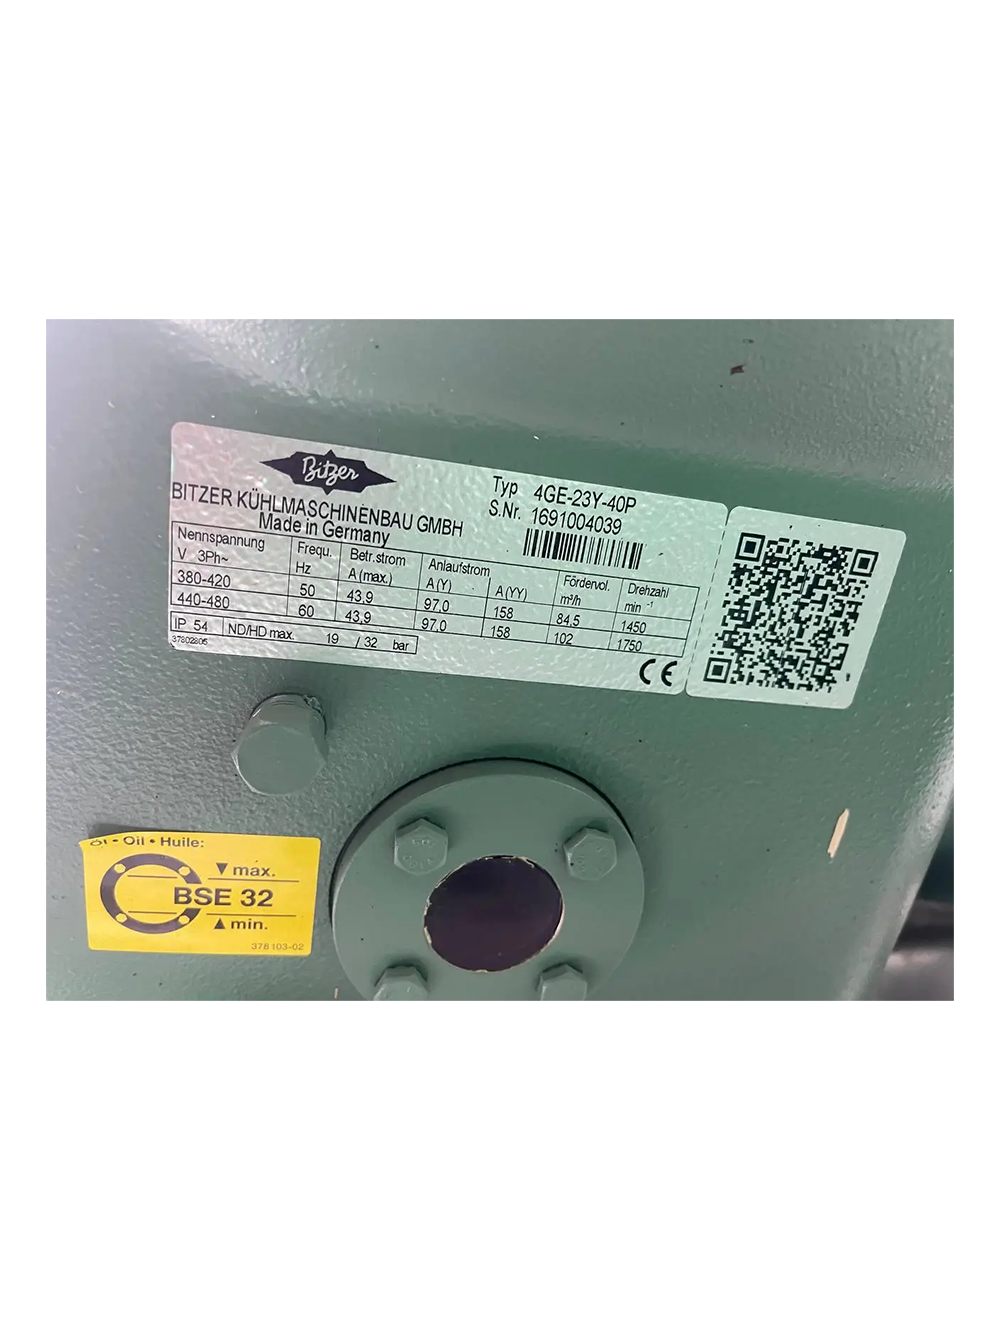 Bitzer
BITZER KÜHLMASCHINENBAU GMBH
Made in Germany
Typ 4GE-23Y-40P
S.Nr. 1691004039
Nennspannung V 3Ph~ Frequ. Hz Betr.strom A (max.) Anlaufstrom A (Y) A (YY) Fördervol. m³/h Drehzahl min -1
380-420 50 43,9 97,0 158 84,5 1450
440-480 60 43,9 97,0 158 102 1750
IP 54 ND/HD max. 19 / 32 bar
37802805
CE
Öl • Oil • Huile:
▼ max.
BSE 32
▲ min.
378 103-02